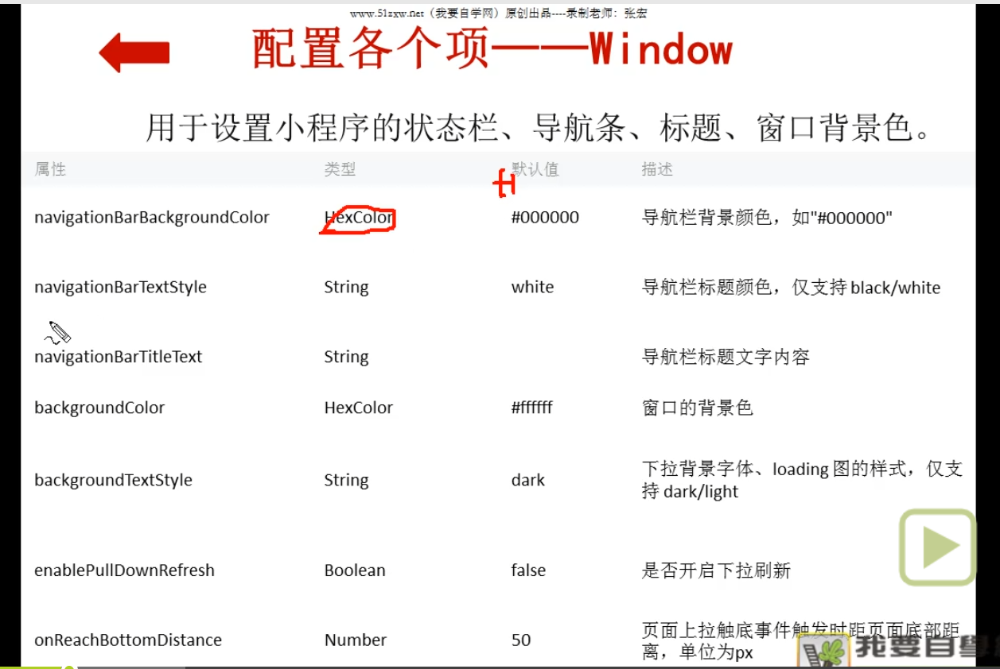 www.51zxw.net（我要自学网）原创出品----录制老师：张宏
配置各个项——Window
用于设置小程序的状态栏、导航条、标题、窗口背景色。
属性 类型 默认值 描述
navigationBarBackgroundColor HexColor #000000 导航栏背景颜色，如"#000000"
navigationBarTextStyle String white 导航栏标题颜色，仅支持 black/white
navigationBarTitleText String 导航栏标题文字内容
backgroundColor HexColor #ffffff 窗口的背景色
backgroundTextStyle String dark 下拉背景字体、loading 图的样式，仅支
持 dark/light
enablePullDownRefresh Boolean false 是否开启下拉刷新
onReachBottomDistance Number 50 页面上拉触底事件触发时距页面底部距
离，单位为px
我要自學